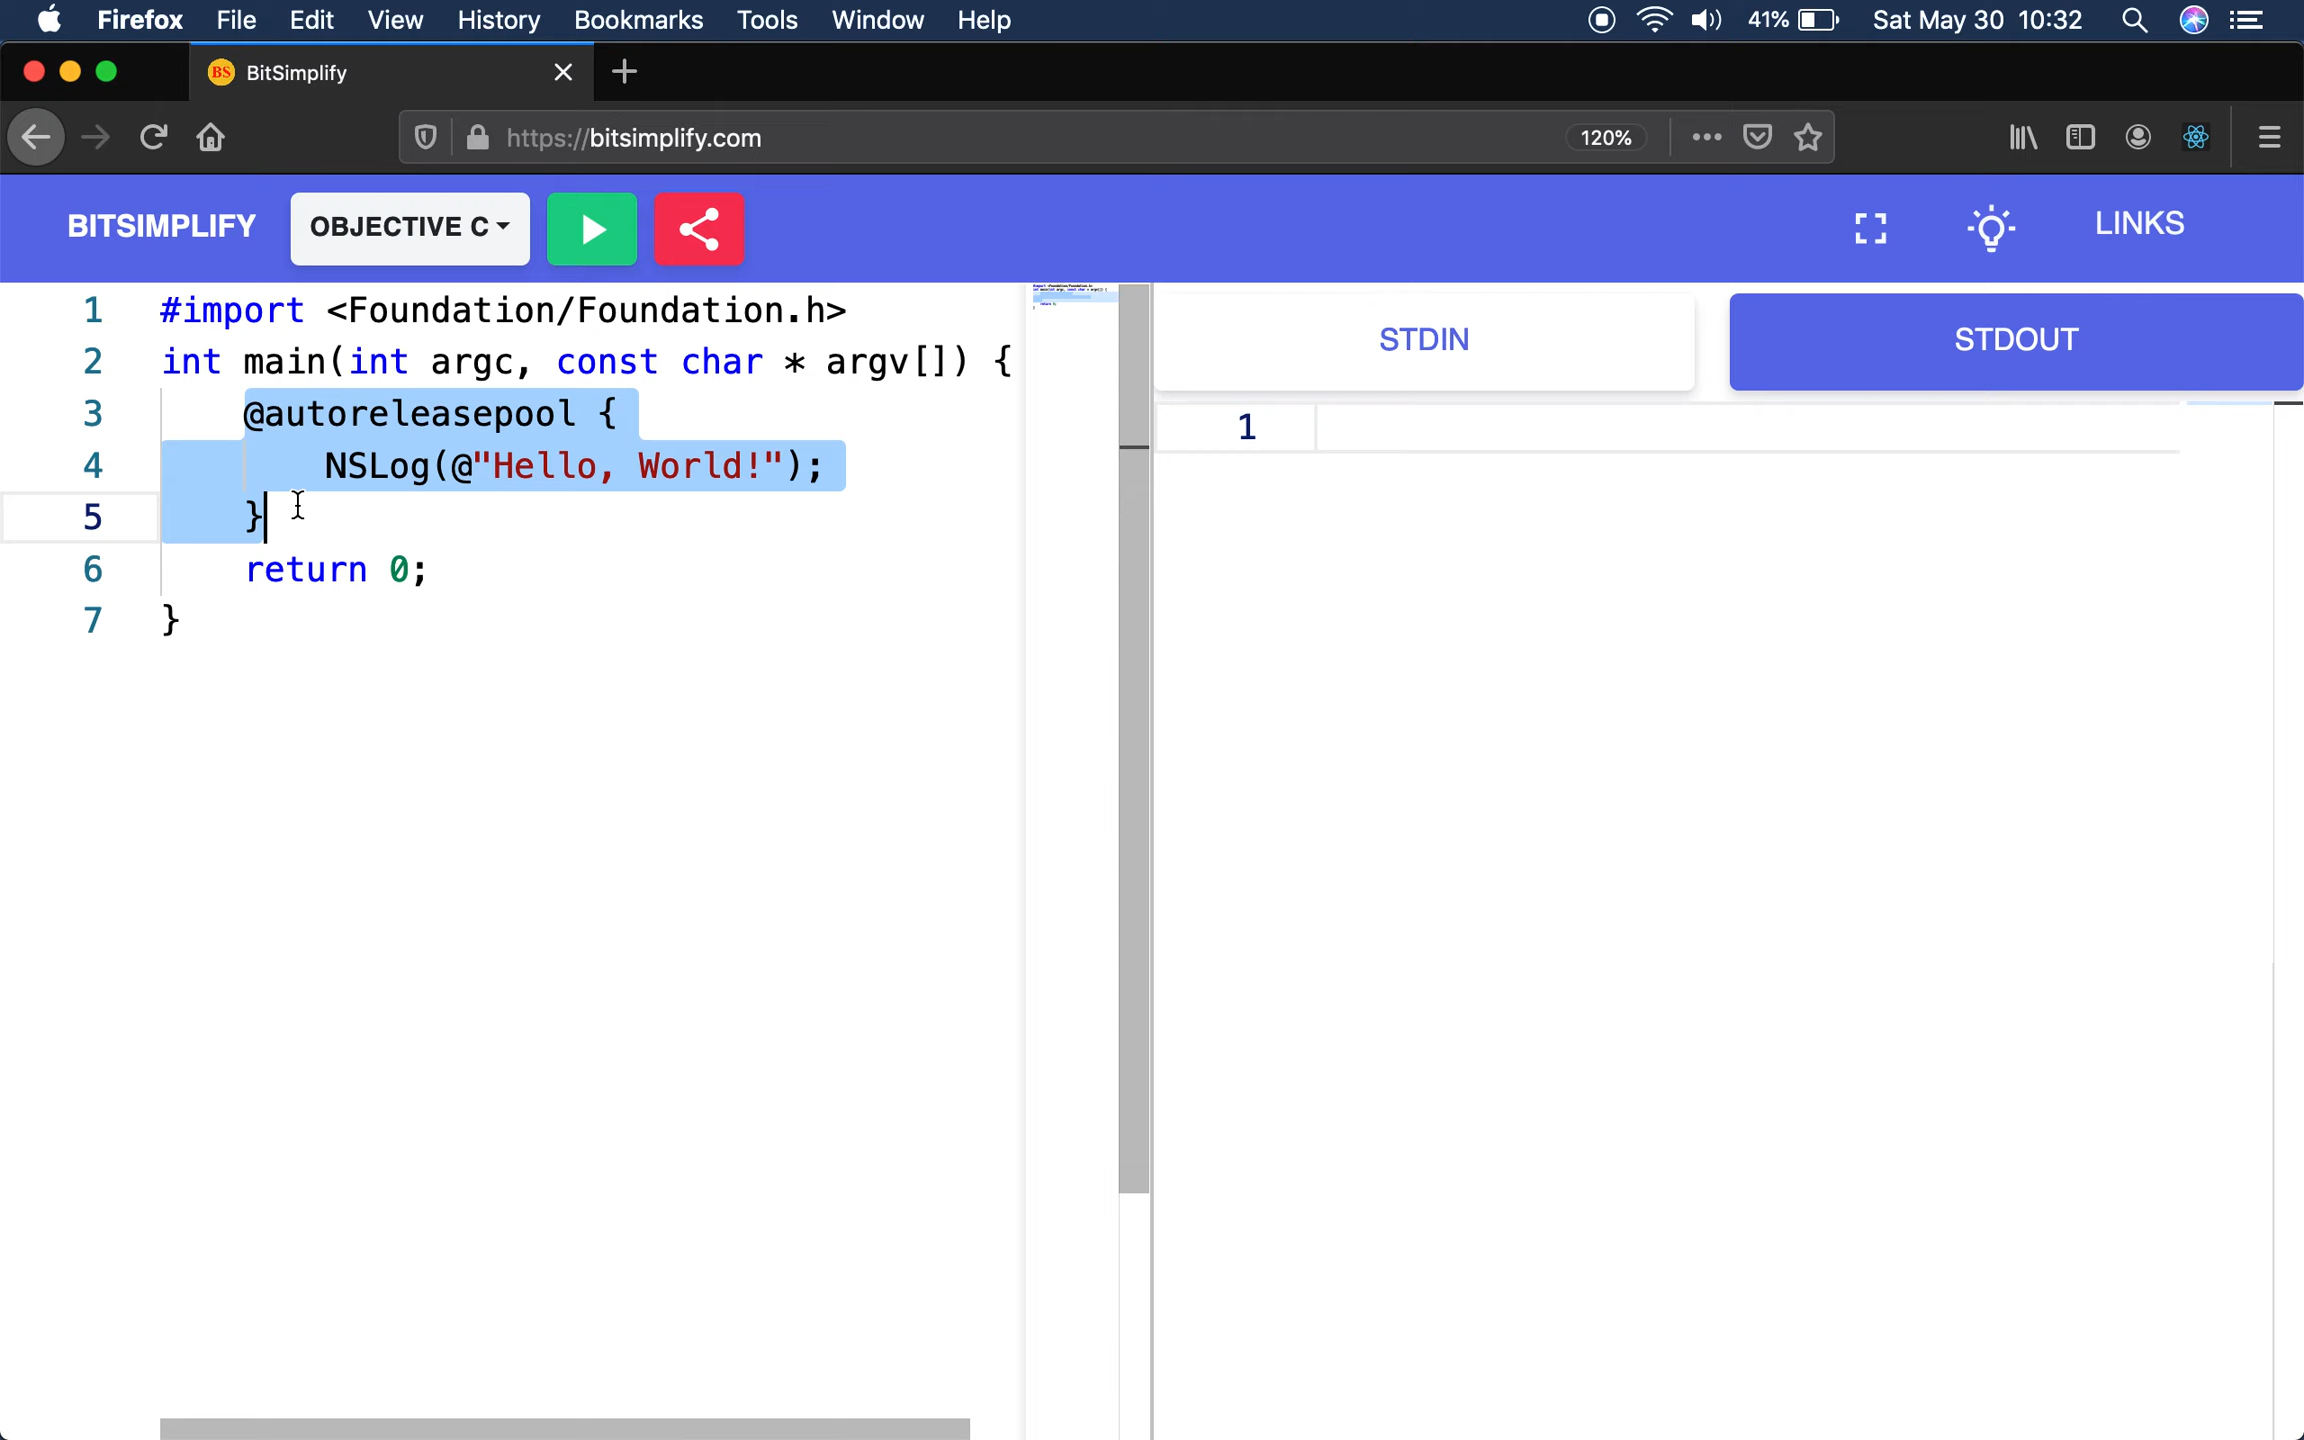 Firefox File Edit View History Bookmarks Tools Window Help 41% Sat May 30 10:32
BS BitSimplify
https://bitsimplify.com 120%
BITSIMPLIFY OBJECTIVE C LINKS
1 #import <Foundation/Foundation.h>
2 int main(int argc, const char * argv[]) {
3 @autoreleasepool {
4 NSLog(@"Hello, World!");
5 }
6 return 0;
7 }
STDIN STDOUT
1